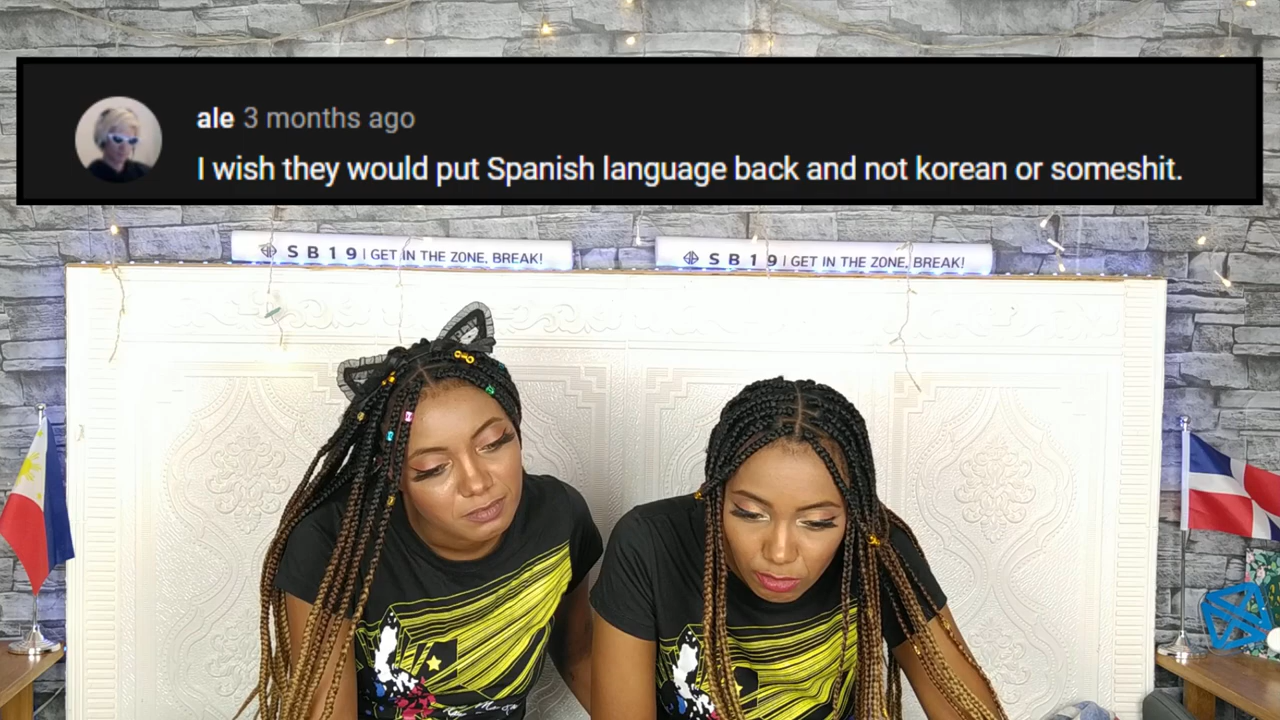 ale 3 months ago
I wish they would put Spanish language back and not korean or someshit.
SB19 | GET IN THE ZONE, BREAK!
SB19 | GET IN THE ZONE, BREAK!